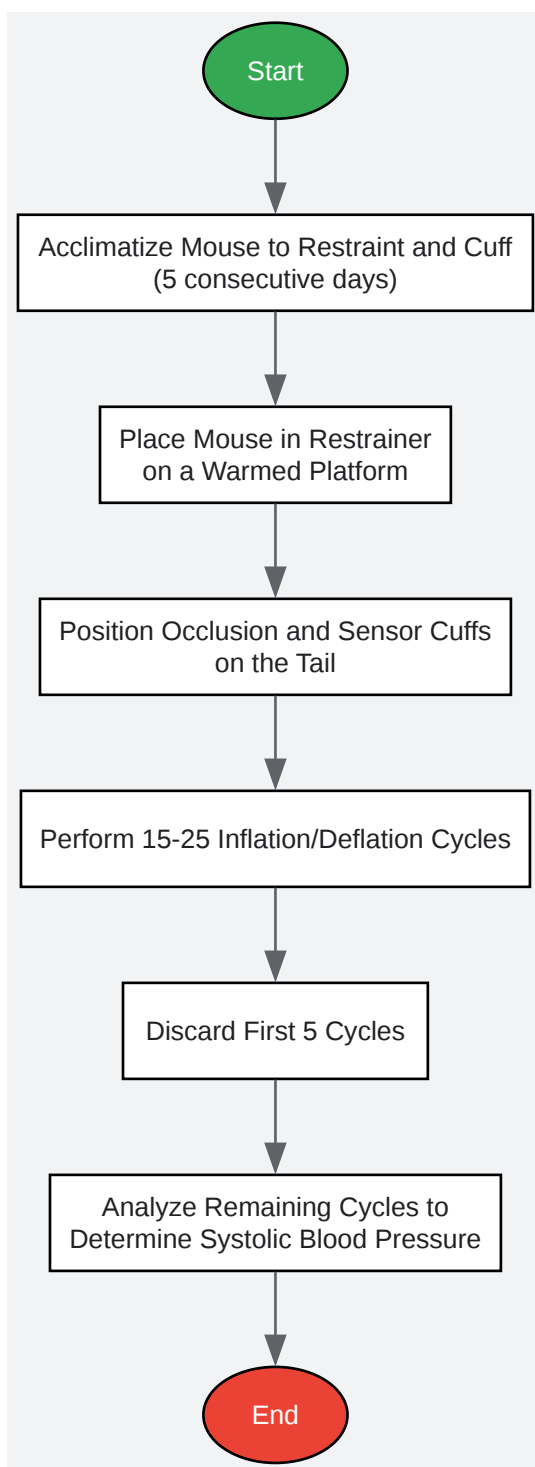 Start
Acclimatize Mouse to Restraint and Cuff
(5 consecutive days)
Place Mouse in Restrainer
on a Warmed Platform
Position Occlusion and Sensor Cuffs
on the Tail
Perform 15-25 Inflation/Deflation Cycles
Discard First 5 Cycles
Analyze Remaining Cycles to
Determine Systolic Blood Pressure
End